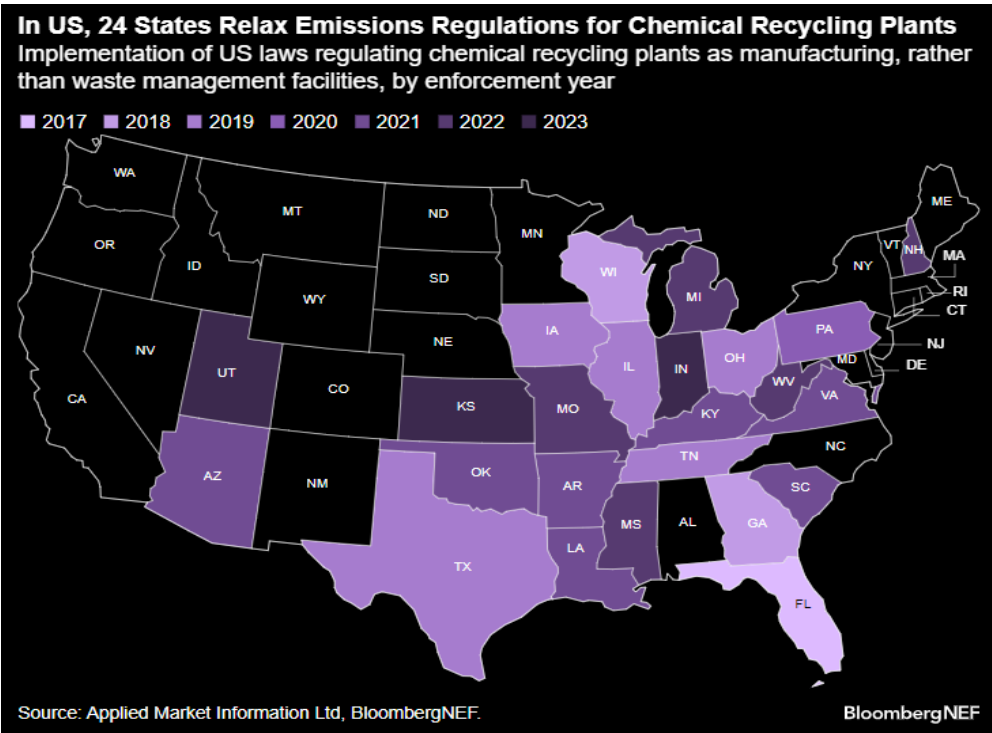 In US, 24 States Relax Emissions Regulations for Chemical Recycling Plants
Implementation of US laws regulating chemical recycling plants as manufacturing, rather
than waste management facilities, by enforcement year
2017 2018 2019 2020 2021 2022 2023
WA
MT
ND
MN
ME
OR
ID
SD
WI
MI
NY
VT
NH
MA
WY
RI
CT
NV
NE
IA
IL
IN
OH
PA
NJ
MD
DE
UT
CO
KS
MO
KY
WV
VA
CA
AZ
NM
OK
AR
TN
NC
SC
TX
LA
MS
AL
GA
FL
Source: Applied Market Information Ltd, BloombergNEF.
BloombergNEF